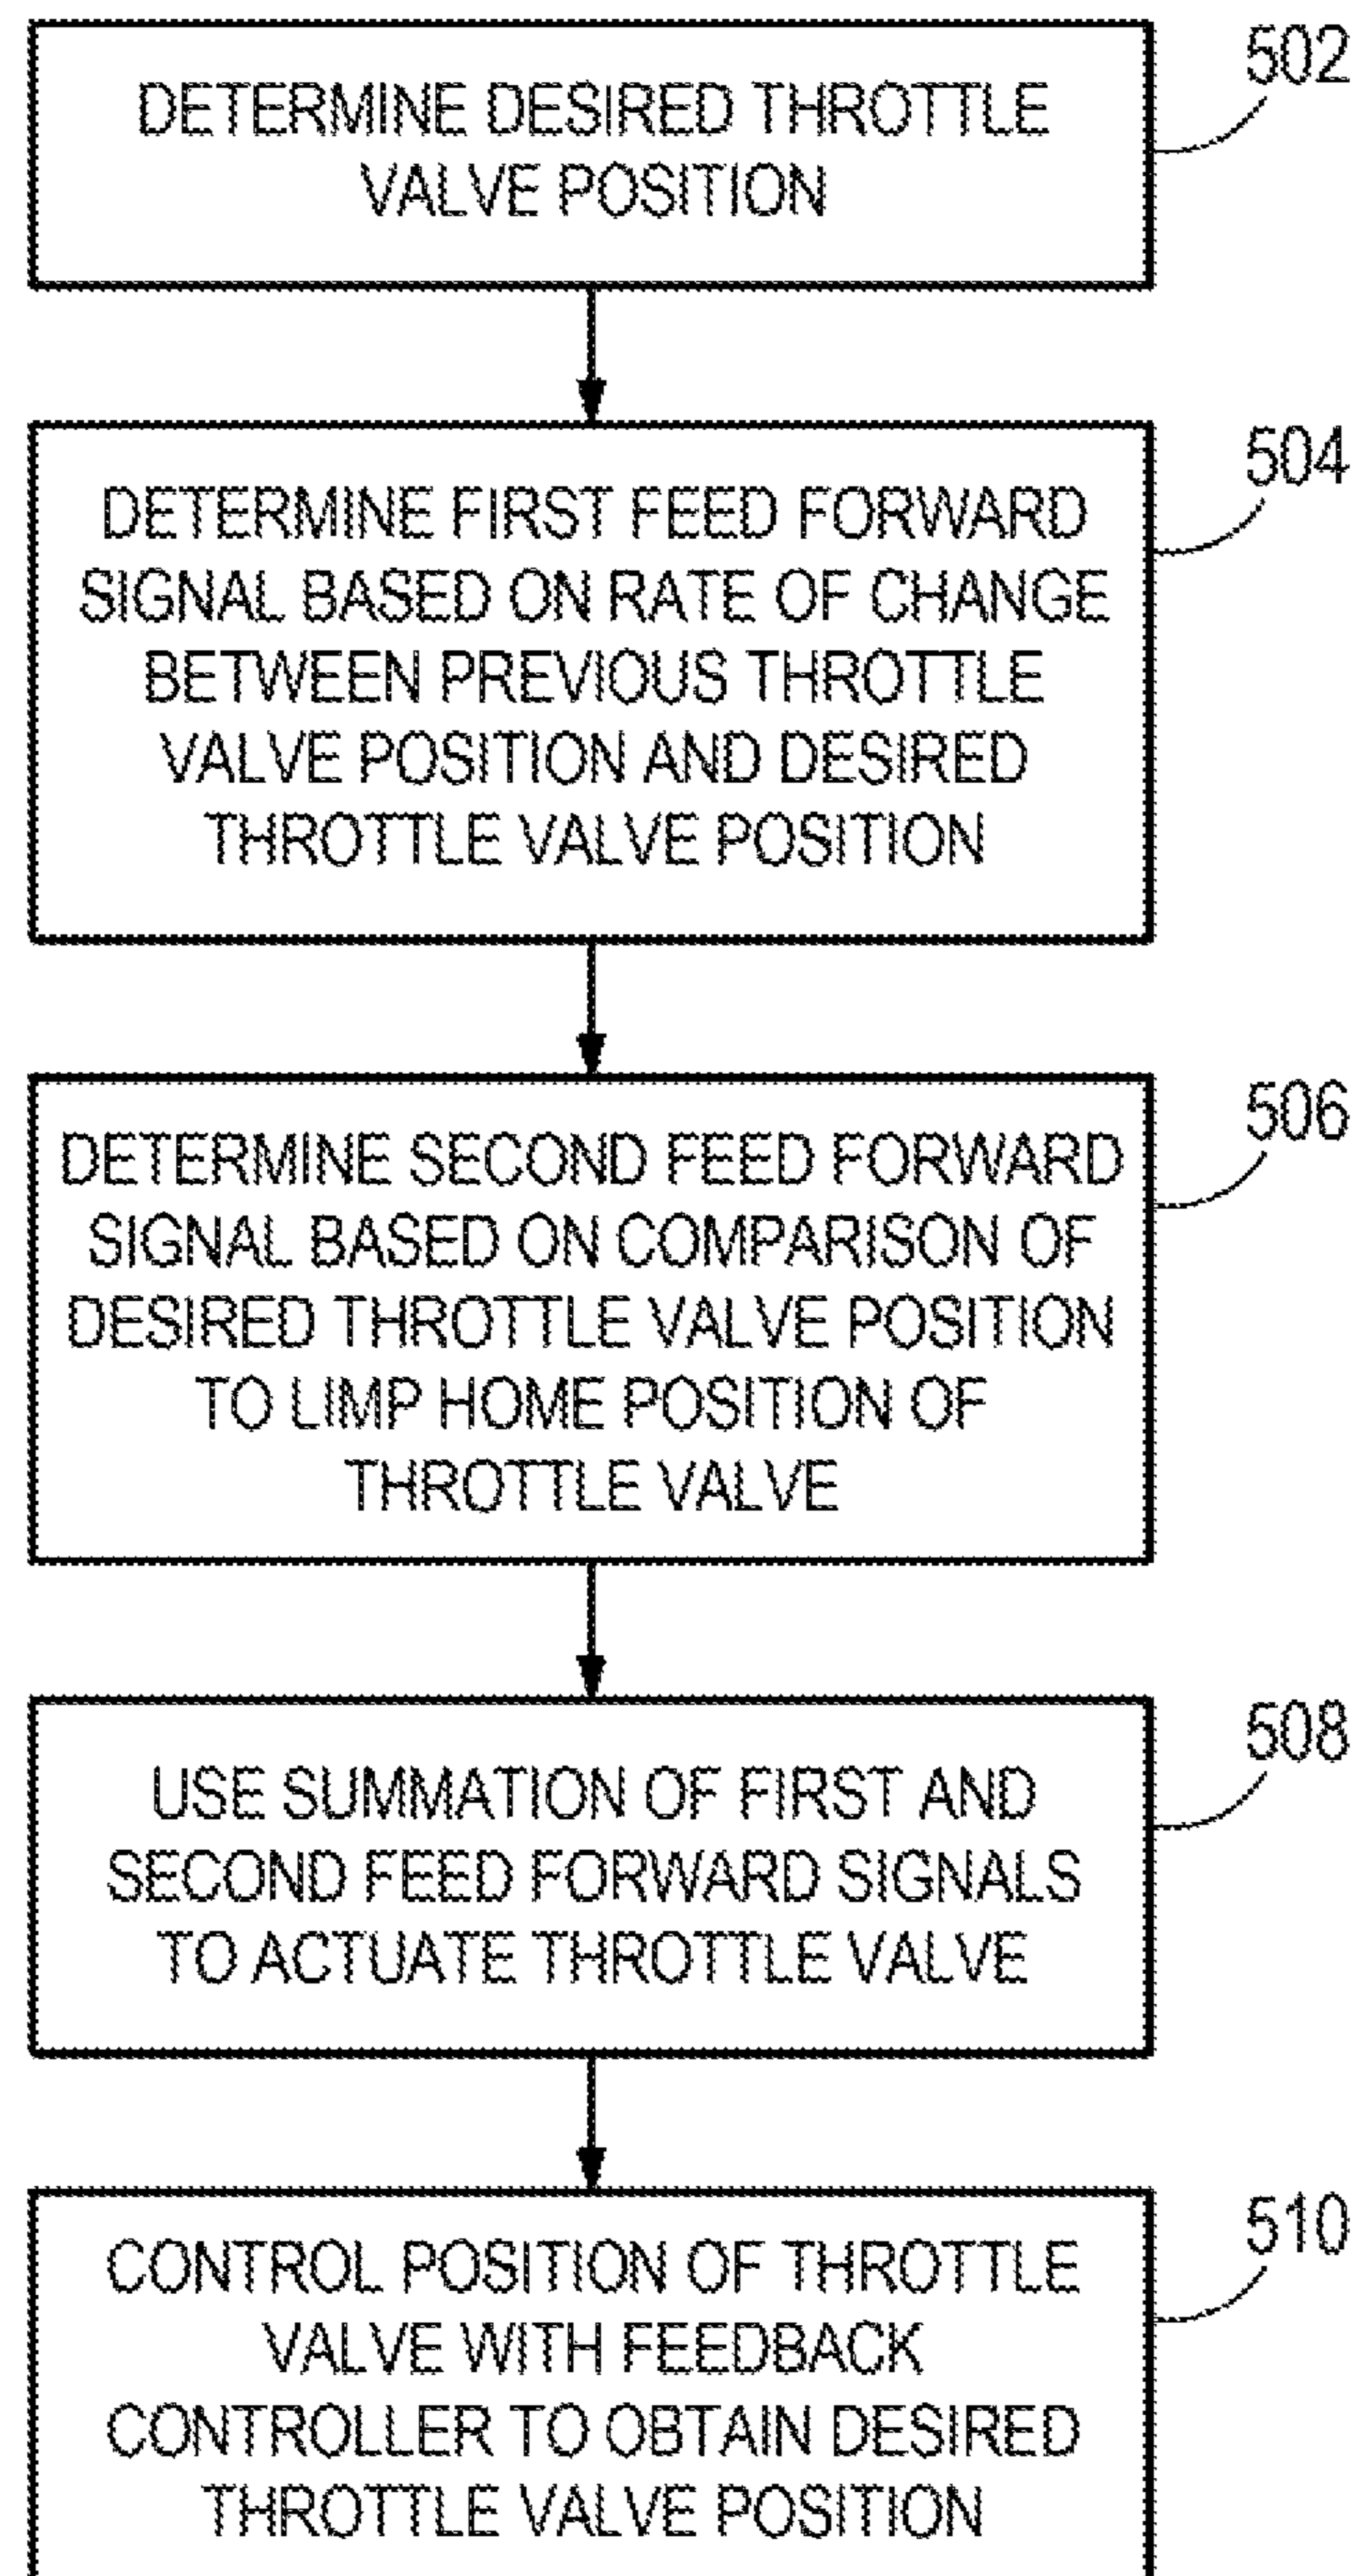 DETERMINE DESIRED THROTTLE
VALVE POSITION
502
DETERMINE FIRST FEED FORWARD
SIGNAL BASED ON RATE OF CHANGE
BETWEEN PREVIOUS THROTTLE
VALVE POSITION AND DESIRED
THROTTLE VALVE POSITION
504
DETERMINE SECOND FEED FORWARD
SIGNAL BASED ON COMPARISON OF
DESIRED THROTTLE VALVE POSITION
TO LIMP HOME POSITION OF
THROTTLE VALVE
506
USE SUMMATION OF FIRST AND
SECOND FEED FORWARD SIGNALS
TO ACTUATE THROTTLE VALVE
508
CONTROL POSITION OF THROTTLE
VALVE WITH FEEDBACK
CONTROLLER TO OBTAIN DESIRED
THROTTLE VALVE POSITION
510